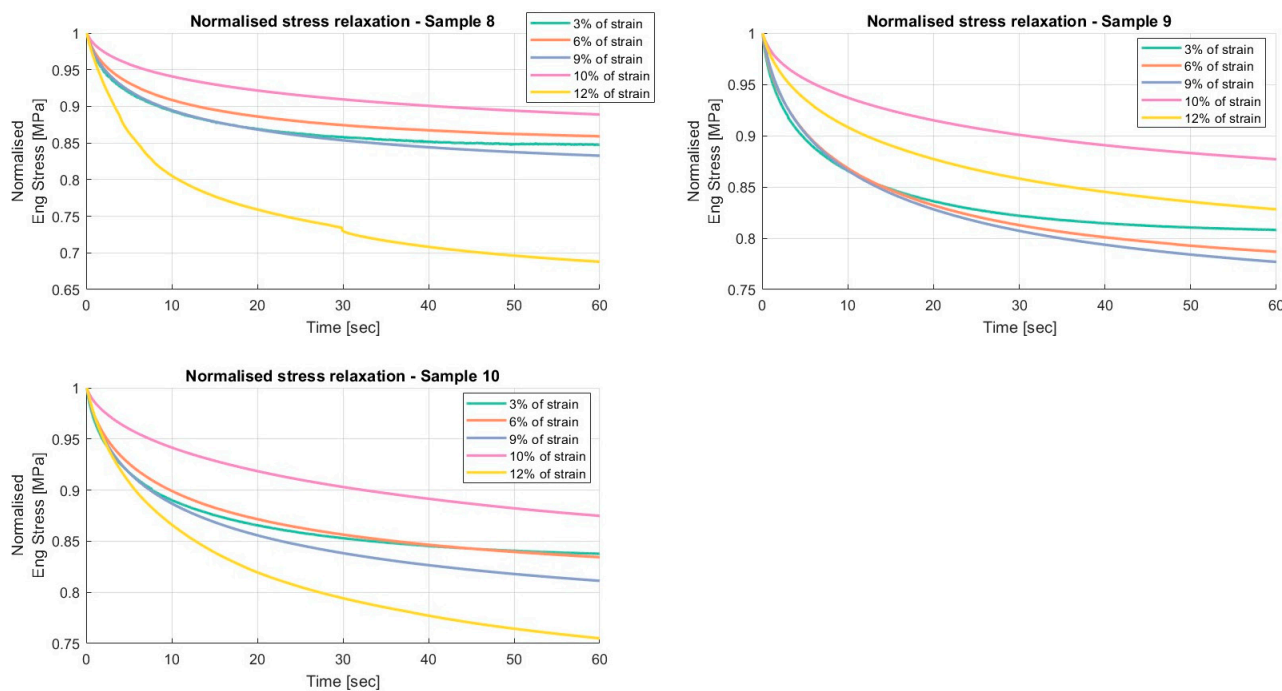 Normalised stress relaxation - Sample 8
3% of strain
6% of strain
9% of strain
10% of strain
12% of strain
1
0.95
0.9
0.85
0.8
0.75
0.7
0.65
Normalised
Eng Stress [MPa]
0 10 20 30 40 50 60
Time [sec]
Normalised stress relaxation - Sample 9
3% of strain
6% of strain
9% of strain
10% of strain
12% of strain
1
0.95
0.9
0.85
0.8
0.75
Normalised
Eng Stress [MPa]
0 10 20 30 40 50 60
Time [sec]
Normalised stress relaxation - Sample 10
3% of strain
6% of strain
9% of strain
10% of strain
12% of strain
1
0.95
0.9
0.85
0.8
0.75
Normalised
Eng Stress [MPa]
0 10 20 30 40 50 60
Time [sec]